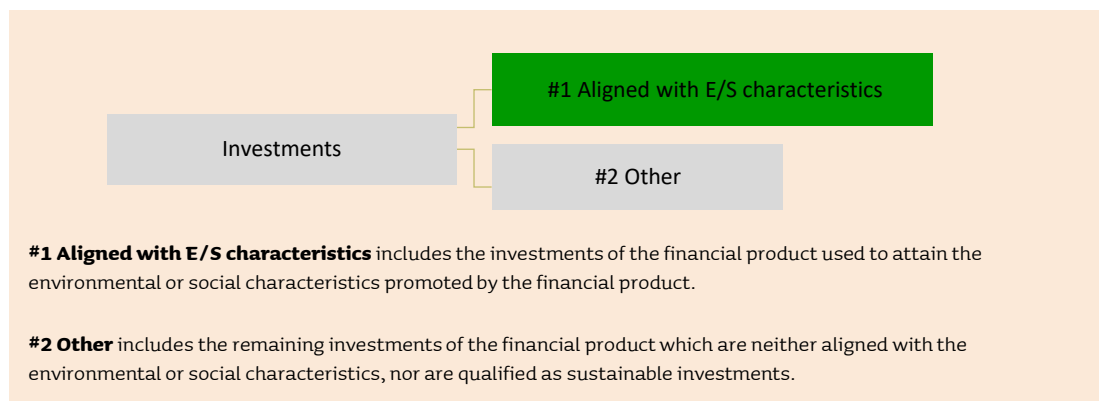 #1 Aligned with E/S characteristics
Investments
#2 Other
#1 Aligned with E/S characteristics includes the investments of the financial product used to attain the
environmental or social characteristics promoted by the financial product.
#2 Other includes the remaining investments of the financial product which are neither aligned with the
environmental or social characteristics, nor are qualified as sustainable investments.